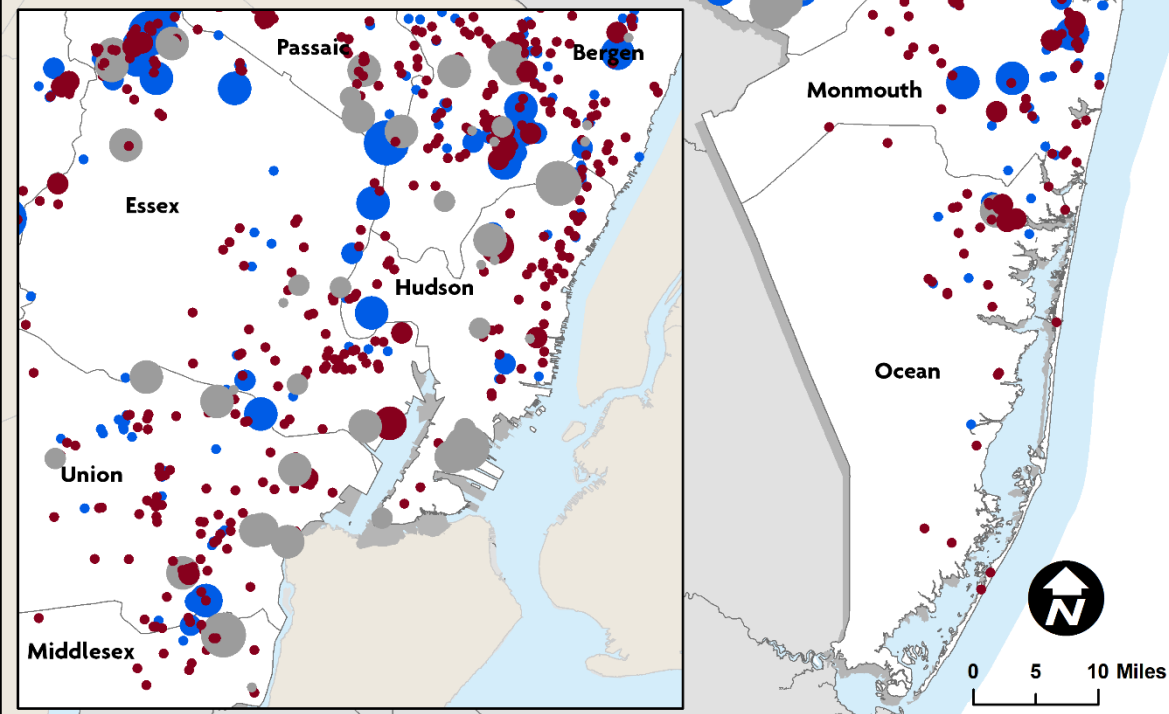 Passaic
Bergen
Monmouth
Essex
Hudson
Ocean
Union
Middlesex
N
0 5 10 Miles